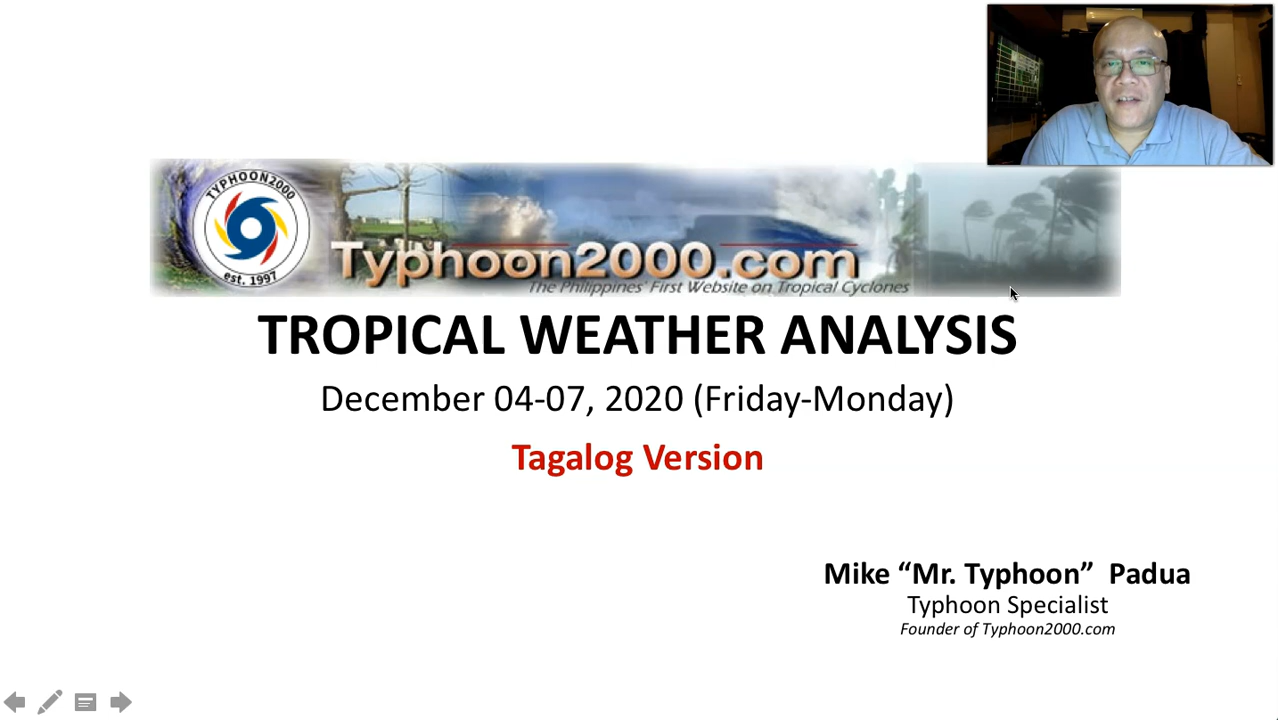 TYPHOON2000
est. 1997
Typhoon2000.com
The Philippines' First Website on Tropical Cyclones
TROPICAL WEATHER ANALYSIS
December 04-07, 2020 (Friday-Monday)
Tagalog Version
Mike “Mr. Typhoon”  Padua
Typhoon Specialist
Founder of Typhoon2000.com